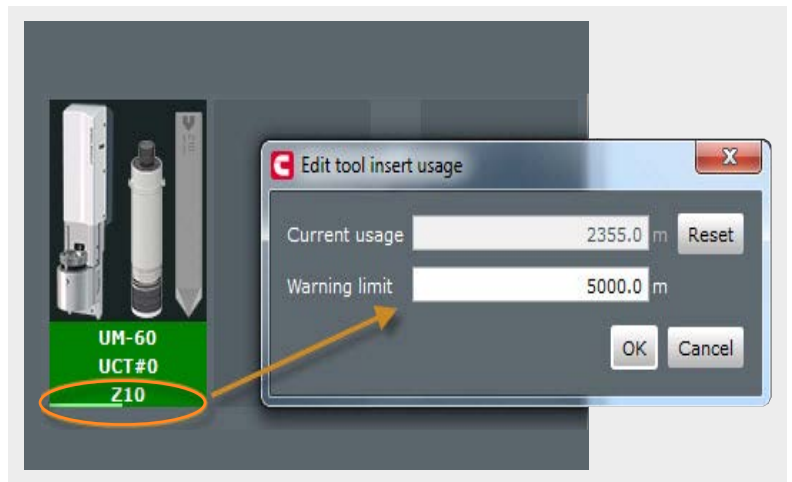 Edit tool insert usage
Current usage 2355.0 m Reset
Warning limit 5000.0 m
OK Cancel
UM-60
UCT#0
Z10